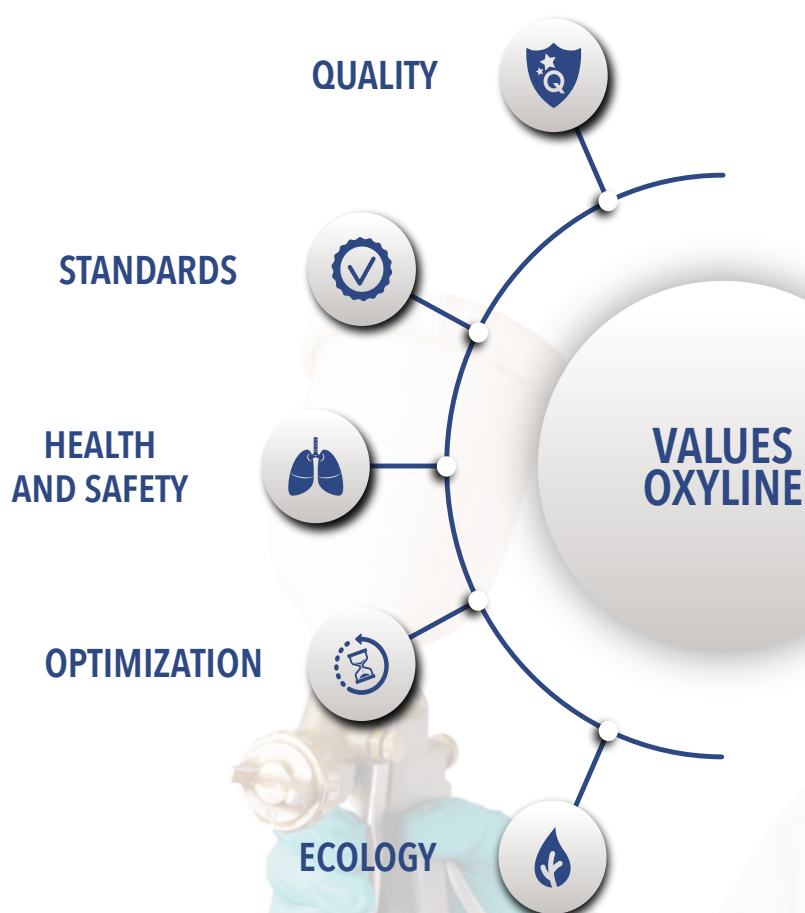 QUALITY
STANDARDS
HEALTH
AND SAFETY
VALUES
OXYLINE
OPTIMIZATION
ECOLOGY